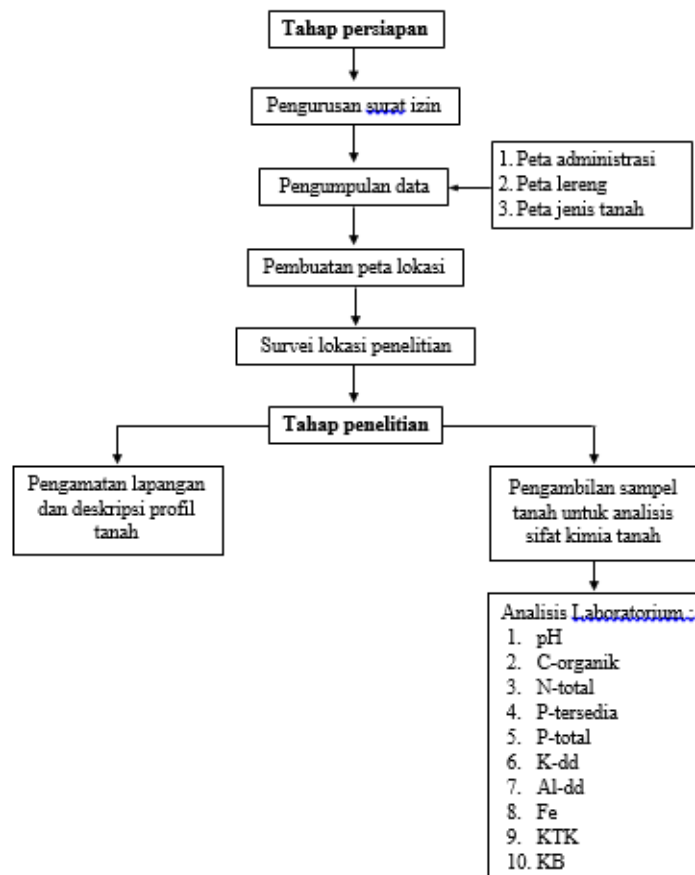 Tahap persiapan
Pengurusan surat izin
Pengumpulan data
1. Peta administrasi
2. Peta lereng
3. Peta jenis tanah
Pembuatan peta lokasi
Survei lokasi penelitian
Tahap penelitian
Pengamatan lapangan
dan deskripsi profil
tanah
Pengambilan sampel
tanah untuk analisis
sifat kimia tanah
Analisis Laboratorium :
1. pH
2. C-organik
3. N-total
4. P-tersedia
5. P-total
6. K-dd
7. Al-dd
8. Fe
9. KTK
10. KB